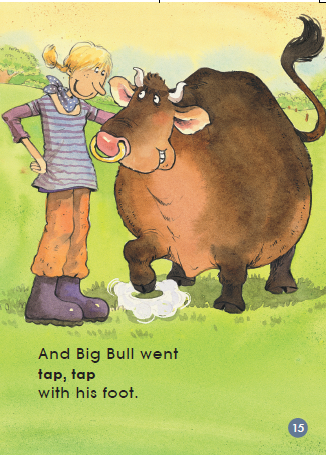 And Big Bull went
tap, tap
with his foot.
15